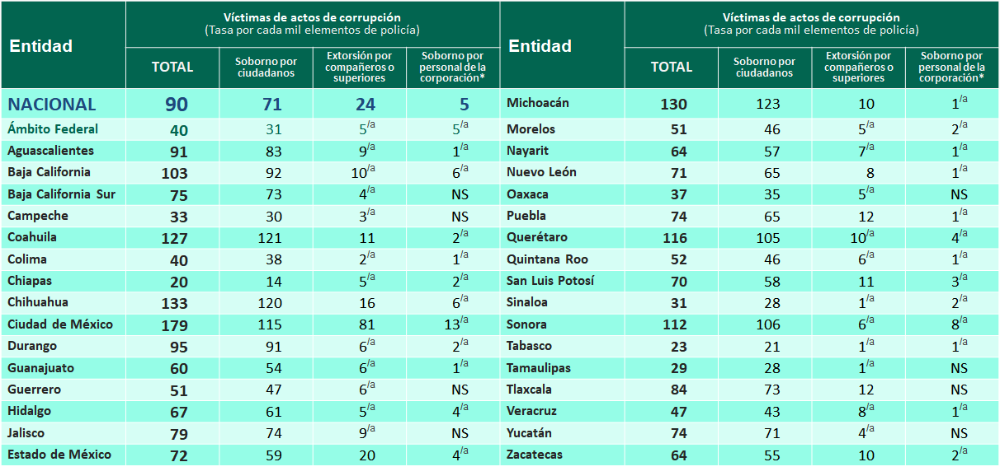 Entidad Víctimas de actos de corrupción Entidad Víctimas de actos de corrupción
(Tasa por cada mil elementos de policía) (Tasa por cada mil elementos de policía)
TOTAL Soborno por ciudadanos Extorsión por compañeros o superiores Soborno por personal de la corporación* TOTAL Soborno por ciudadanos Extorsión por compañeros o superiores Soborno por personal de la corporación*
NACIONAL 90 71 24 5 Michoacán 130 123 10 1/a
Ámbito Federal 40 31 5/a 5/a Morelos 51 46 5/a 2/a
Aguascalientes 91 83 9/a 1/a Nayarit 64 57 7/a 1/a
Baja California 103 92 10/a 6/a Nuevo León 71 65 8 1/a
Baja California Sur 75 73 4/a NS Oaxaca 37 35 5/a NS
Campeche 33 30 3/a NS Puebla 74 65 12 1/a
Coahuila 127 121 11 2/a Querétaro 116 105 10/a 4/a
Colima 40 38 2/a 1/a Quintana Roo 52 46 6/a 1/a
Chiapas 20 14 5/a 2/a San Luis Potosí 70 58 11 3/a
Chihuahua 133 120 16 6/a Sinaloa 31 28 1/a 2/a
Ciudad de México 179 115 81 13/a Sonora 112 106 6/a 8/a
Durango 95 91 6/a 2/a Tabasco 23 21 1/a 1/a
Guanajuato 60 54 6/a 1/a Tamaulipas 29 28 1/a NS
Guerrero 51 47 6/a NS Tlaxcala 84 73 12 NS
Hidalgo 67 61 5/a 4/a Veracruz 47 43 8/a 1/a
Jalisco 79 74 9/a NS Yucatán 74 71 4/a NS
Estado de México 72 59 20 4/a Zacatecas 64 55 10 2/a